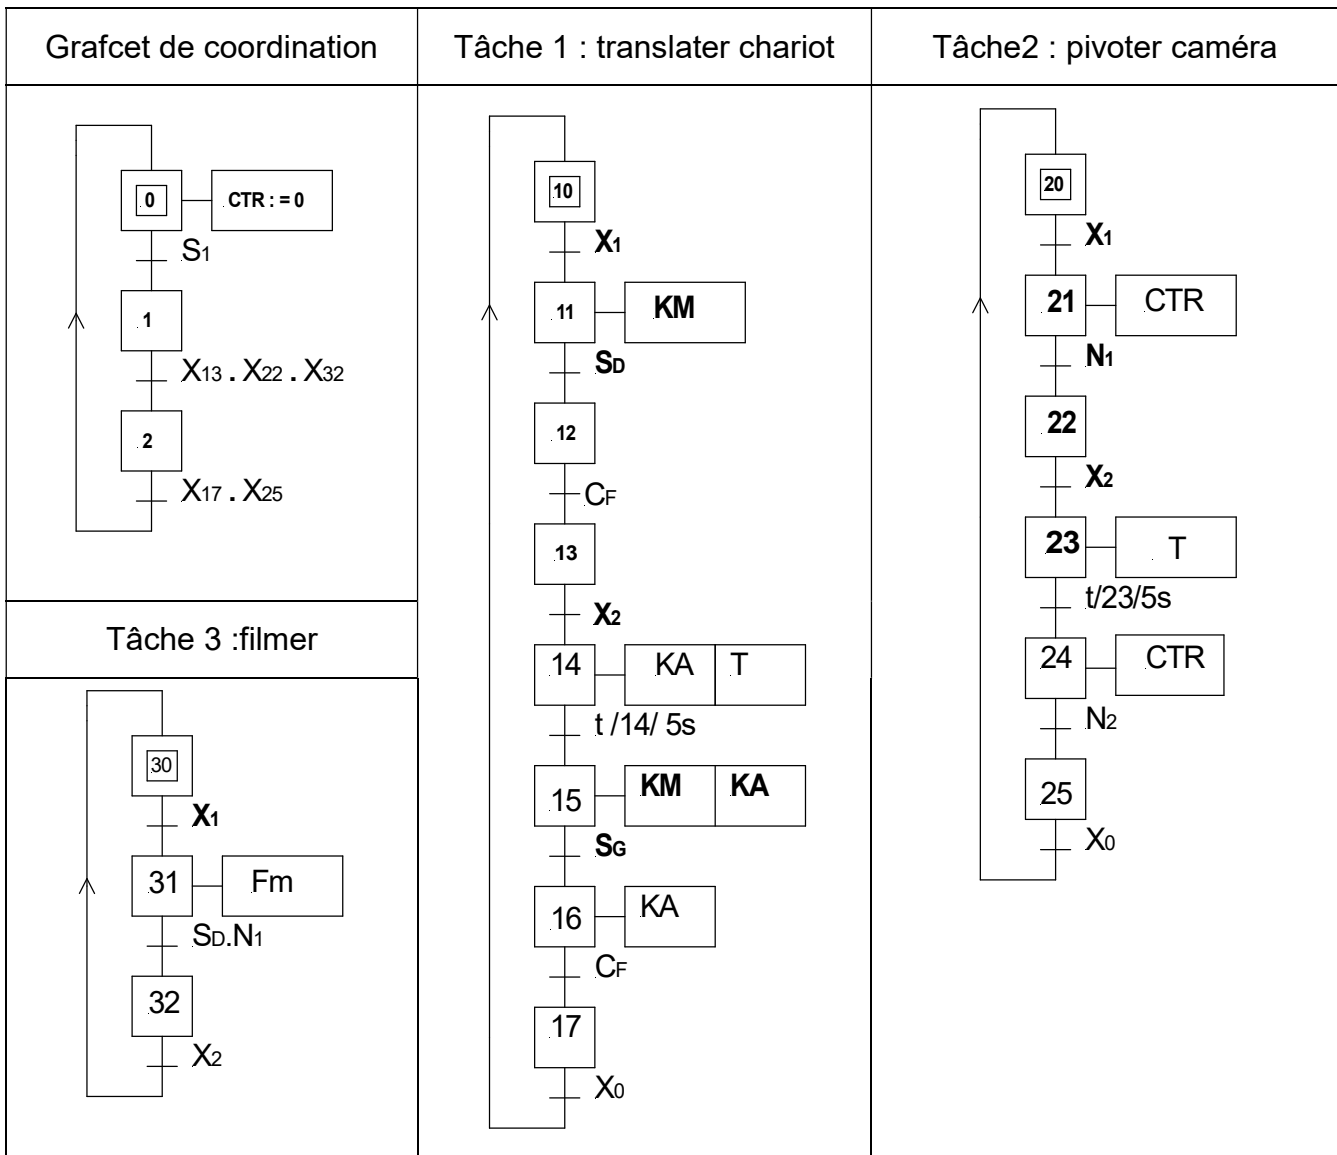 Grafcet de coordination
0
CTR : = 0
S1
1
X13 . X22 . X32
2
X17 . X25
Tâche 3 :filmer
30
X1
31
Fm
SD.N1
32
X2
Tâche 1 : translater chariot
10
X1
11
KM
SD
12
CF
13
X2
14
KA T
t /14/ 5s
15
KM KA
SG
16
KA
CF
17
X0
Tâche2 : pivoter caméra
20
X1
21
CTR
N1
22
X2
23
T
t/23/5s
24
CTR
N2
25
X0